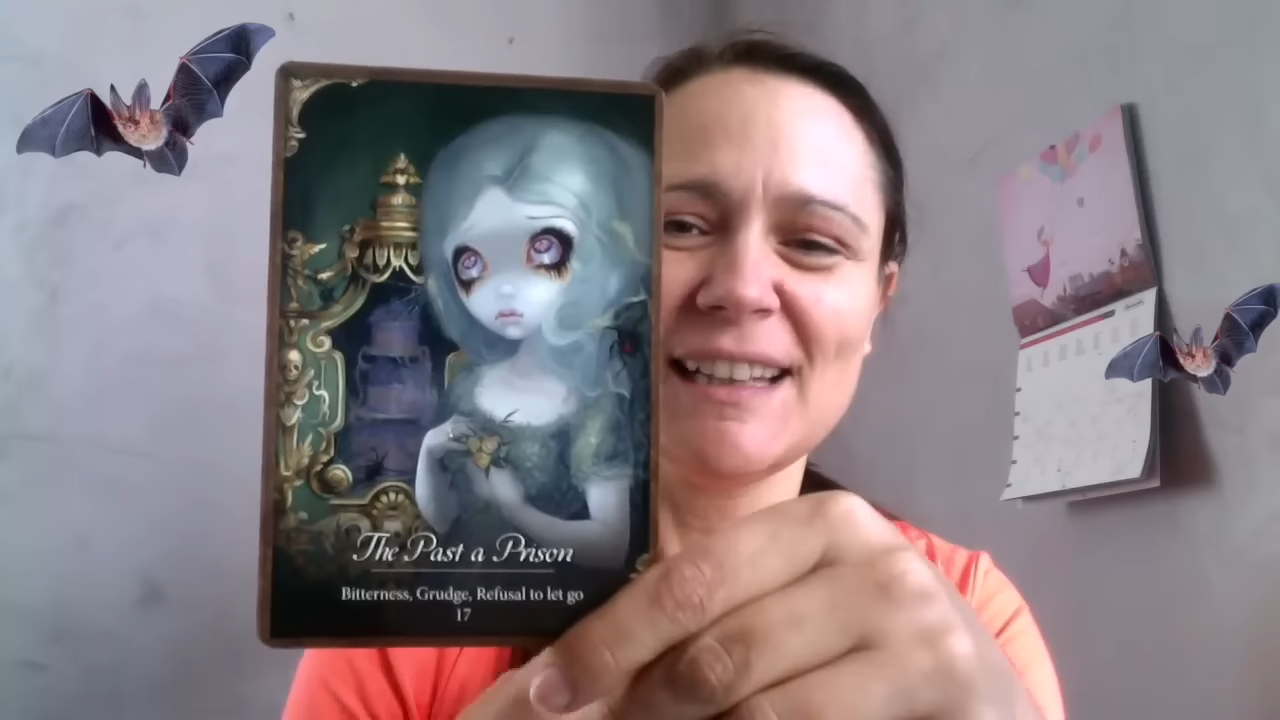 The Past a Prison
Bitterness, Grudge, Refusal to let go
17